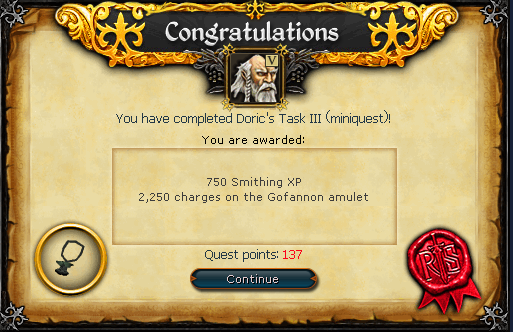 Congratulations
V
You have completed Doric's Task III (miniquest)!
You are awarded:
750 Smithing XP
2,250 charges on the Gofannon amulet
Quest points: 137
Continue
RS